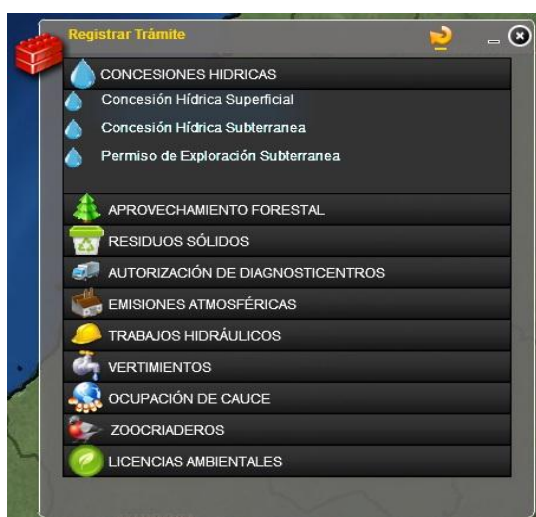 Registrar Trámite
CONCESIONES HIDRICAS
Concesión Hídrica Superficial
Concesión Hídrica Subterranea
Permiso de Exploración Subterranea
APROVECHAMIENTO FORESTAL
RESIDUOS SÓLIDOS
AUTORIZACIÓN DE DIAGNOSTICENTROS
EMISIONES ATMOSFÉRICAS
TRABAJOS HIDRÁULICOS
VERTIMIENTOS
OCUPACIÓN DE CAUCE
ZOOCRIADEROS
LICENCIAS AMBIENTALES